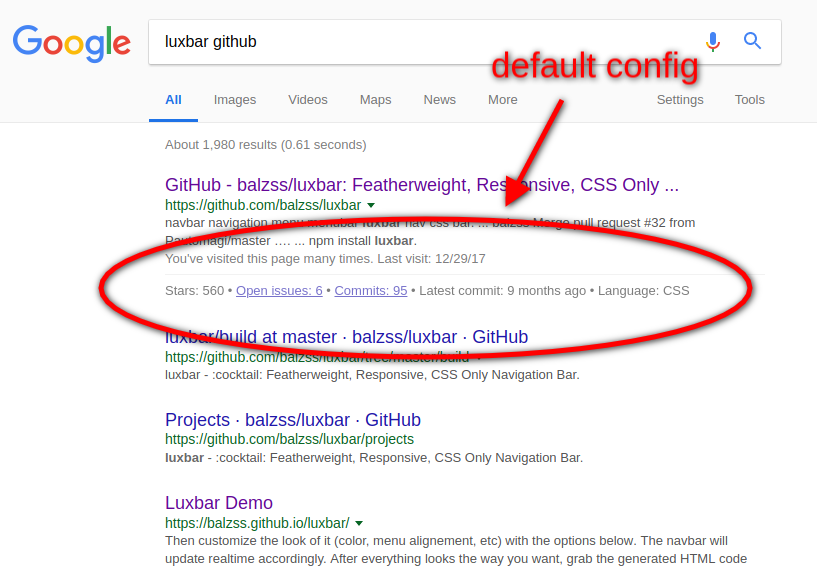 Google
luxbar github
default config
All Images Videos Maps News More Settings Tools
About 1,980 results (0.61 seconds)
GitHub - balzss/luxbar: Featherweight, Responsive, CSS Only ...
https://github.com/balzss/luxbar
navbar navigation menu menubar luxbar nav css bar. ... balzss Merge pull request #32 from
Pautomagi/master …. ... npm install luxbar.
You've visited this page many times. Last visit: 12/29/17
Stars: 560 • Open issues: 6 • Commits: 95 • Latest commit: 9 months ago • Language: CSS
luxbar/build at master · balzss/luxbar · GitHub
https://github.com/balzss/luxbar/tree/master/build
luxbar - :cocktail: Featherweight, Responsive, CSS Only Navigation Bar.
Projects · balzss/luxbar · GitHub
https://github.com/balzss/luxbar/projects
luxbar - :cocktail: Featherweight, Responsive, CSS Only Navigation Bar.
Luxbar Demo
https://balzss.github.io/luxbar/
Then customize the look of it (color, menu alignement, etc) with the options below. The navbar will
update realtime accordingly. After everything looks the way you want, grab the generated HTML code